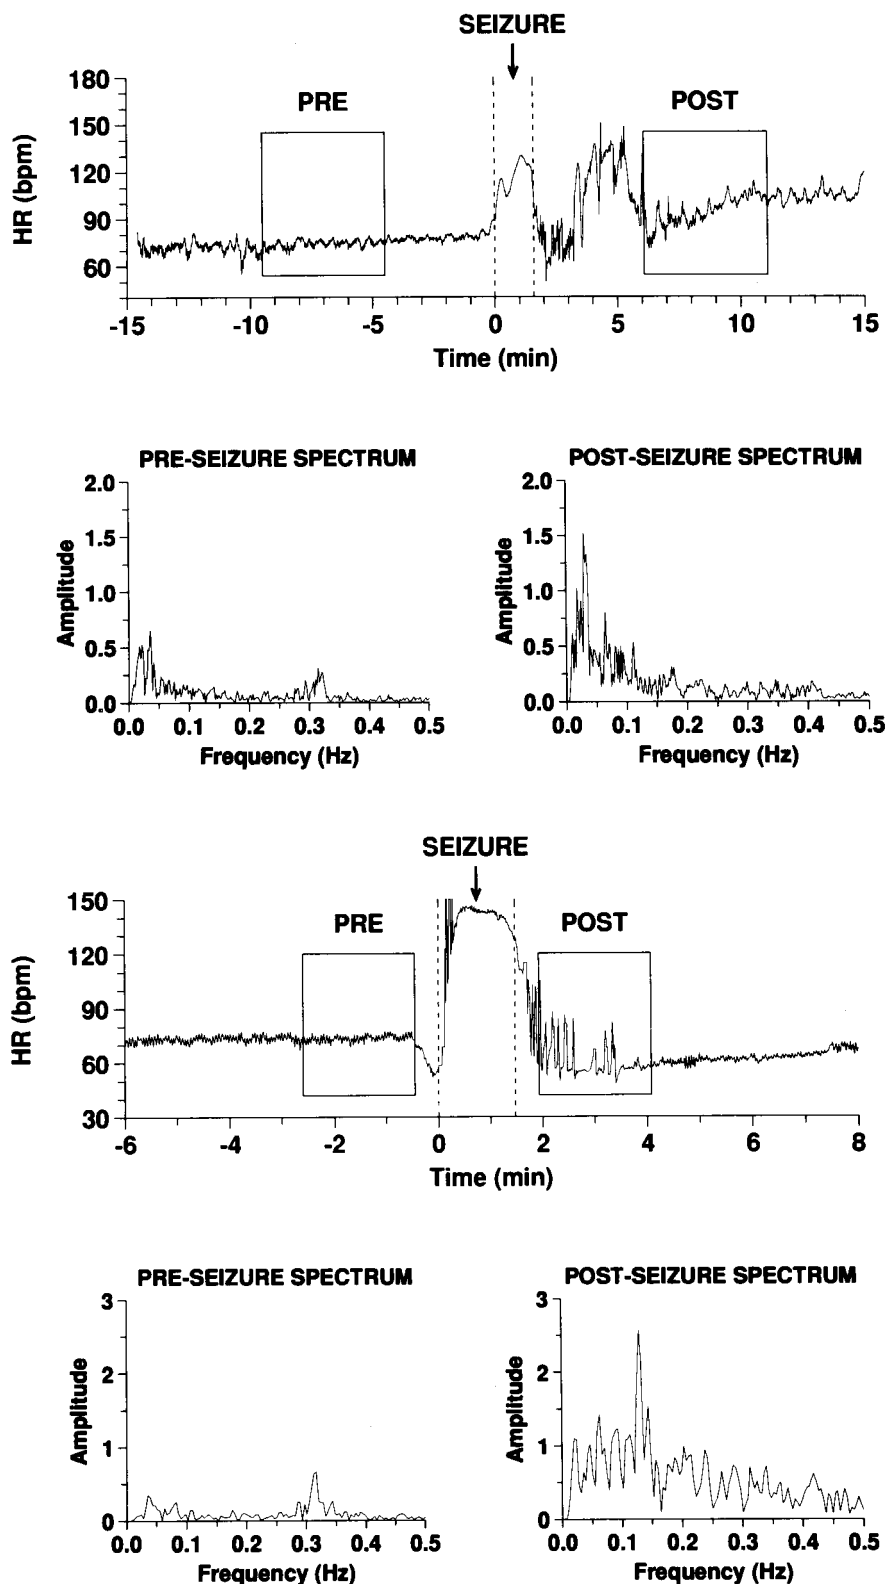 SEIZURE
180
150
120
90
60
HR (bpm)
PRE
POST
-15 -10 -5 0 5 10 15
Time (min)
PRE-SEIZURE SPECTRUM
2.0
1.5
1.0
0.5
0.0
Amplitude
0.0 0.1 0.2 0.3 0.4 0.5
Frequency (Hz)
POST-SEIZURE SPECTRUM
2.0
1.5
1.0
0.5
0.0
Amplitude
0.0 0.1 0.2 0.3 0.4 0.5
Frequency (Hz)
SEIZURE
150
120
90
60
30
HR (bpm)
PRE
POST
-6 -4 -2 0 2 4 6 8
Time (min)
PRE-SEIZURE SPECTRUM
3
2
1
0
Amplitude
0.0 0.1 0.2 0.3 0.4 0.5
Frequency (Hz)
POST-SEIZURE SPECTRUM
3
2
1
0
Amplitude
0.0 0.1 0.2 0.3 0.4 0.5
Frequency (Hz)